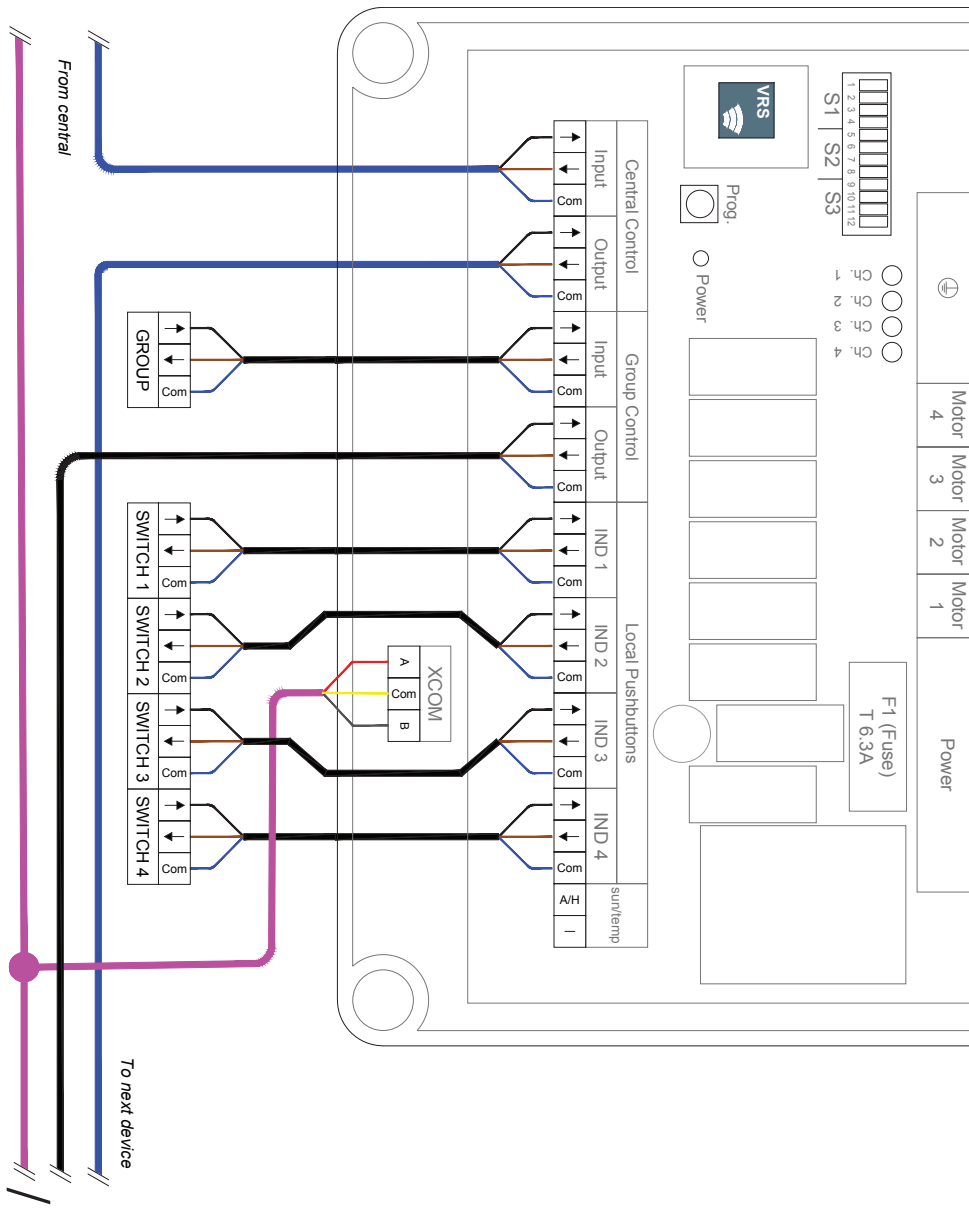 From central
To next device
VRS
Prog.
Power
S1 S2 S3
1 2 3 4 5 6 7 8 9 10 11 12
Ch. 1
Ch. 2
Ch. 3
Ch. 4
Motor 4
Motor 3
Motor 2
Motor 1
Power
F1 (Fuse)
T 6.3A
Central Control
Input
Output
Group Control
Input
Output
Local Pushbuttons
IND 1
IND 2
IND 3
IND 4
sun/temp
→ ← Com
→ ← Com
→ ← Com
→ ← Com
→ ← Com
→ ← Com
→ ← Com
→ ← Com
A/H I
XCOM
A Com B
→ ← Com
GROUP
→ ← Com
SWITCH 1
→ ← Com
SWITCH 2
→ ← Com
SWITCH 3
→ ← Com
SWITCH 4